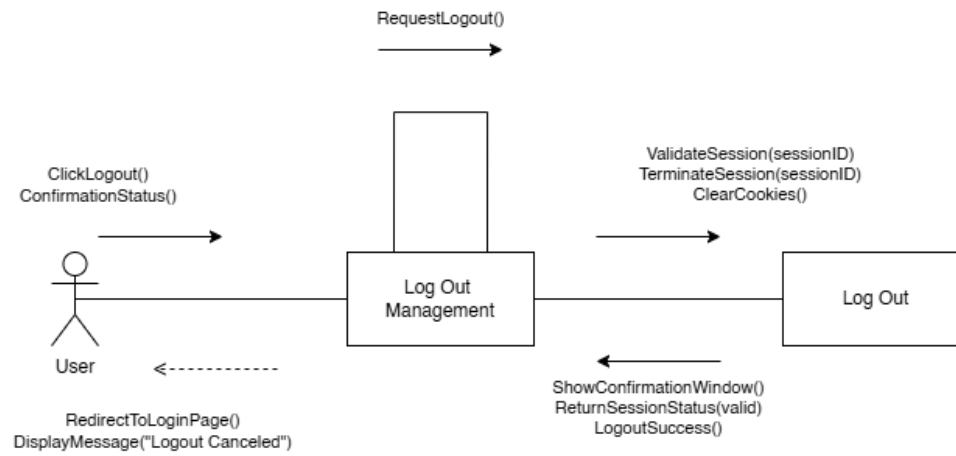 RequestLogout()
ClickLogout()
ConfirmationStatus()
ValidateSession(sessionID)
TerminateSession(sessionID)
ClearCookies()
Log Out
Management
Log Out
User
RedirectToLoginPage()
DisplayMessage("Logout Canceled")
ShowConfirmationWindow()
ReturnSessionStatus(valid)
LogoutSuccess()